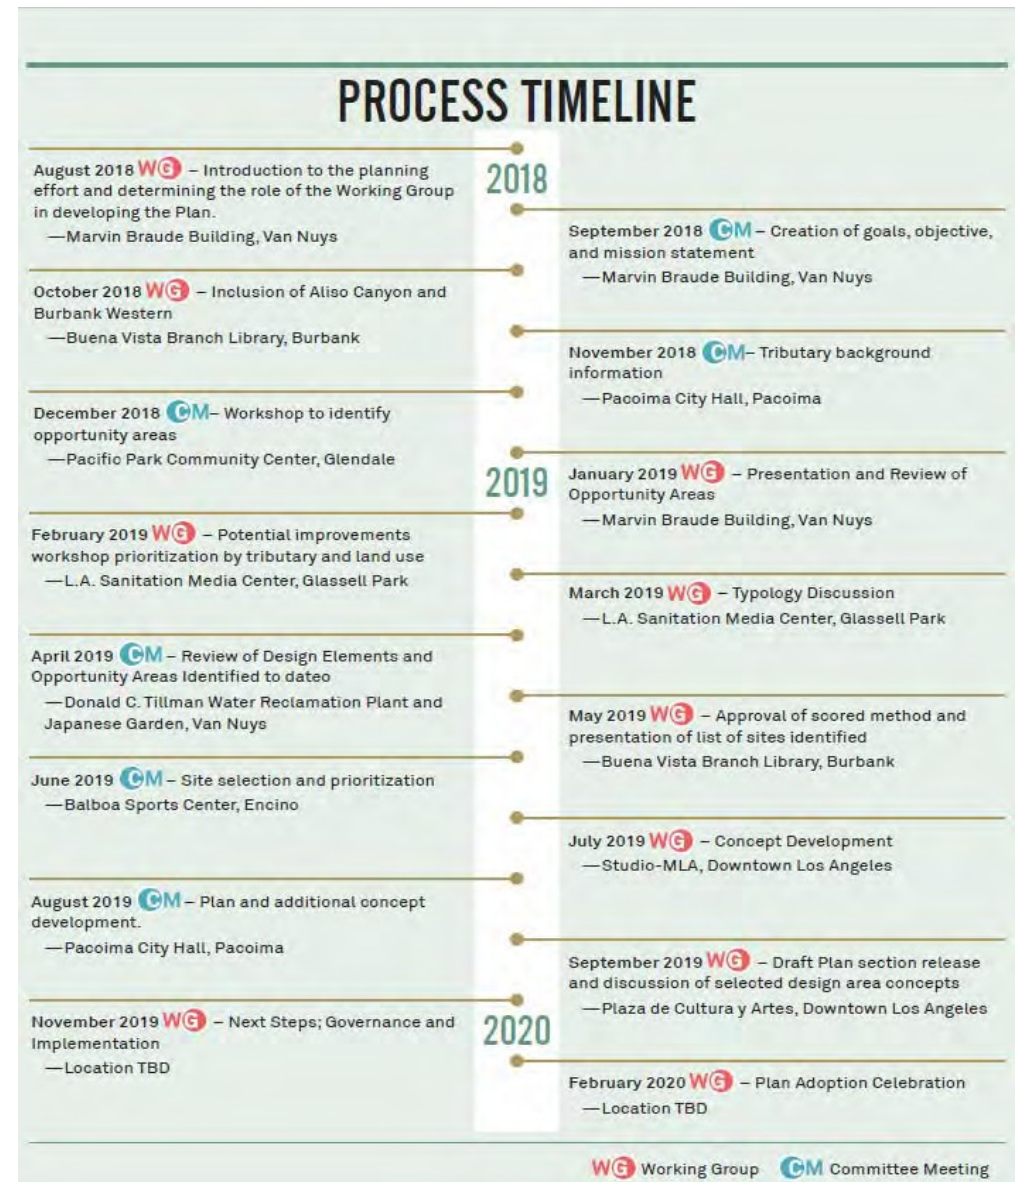 PROCESS TIMELINE
2018
August 2018 WG – Introduction to the planning
effort and determining the role of the Working Group
in developing the Plan.
—Marvin Braude Building, Van Nuys
September 2018 CM – Creation of goals, objective,
and mission statement
—Marvin Braude Building, Van Nuys
October 2018 WG – Inclusion of Aliso Canyon and
Burbank Western
—Buena Vista Branch Library, Burbank
November 2018 CM– Tributary background
information
—Pacoima City Hall, Pacoima
December 2018 CM– Workshop to identify
opportunity areas
—Pacific Park Community Center, Glendale
2019
January 2019 WG – Presentation and Review of
Opportunity Areas
—Marvin Braude Building, Van Nuys
February 2019 WG – Potential improvements
workshop prioritization by tributary and land use
—L.A. Sanitation Media Center, Glassell Park
March 2019 WG – Typology Discussion
—L.A. Sanitation Media Center, Glassell Park
April 2019 CM – Review of Design Elements and
Opportunity Areas Identified to dateo
—Donald C. Tillman Water Reclamation Plant and
Japanese Garden, Van Nuys
May 2019 WG – Approval of scored method and
presentation of list of sites identified
—Buena Vista Branch Library, Burbank
June 2019 CM – Site selection and prioritization
—Balboa Sports Center, Encino
July 2019 WG – Concept Development
—Studio-MLA, Downtown Los Angeles
August 2019 CM – Plan and additional concept
development.
—Pacoima City Hall, Pacoima
September 2019 WG – Draft Plan section release
and discussion of selected design area concepts
—Plaza de Cultura y Artes, Downtown Los Angeles
November 2019 WG – Next Steps; Governance and
Implementation
—Location TBD
2020
February 2020 WG – Plan Adoption Celebration
—Location TBD
WG Working Group CM Committee Meeting